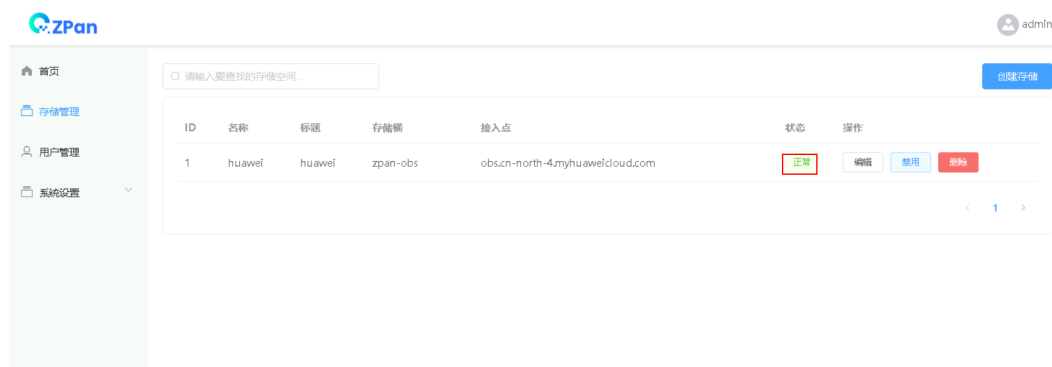 ZPan
admin
首页
请输入要查找的存储空间...
创建存储
存储管理
ID 名称 标题 存储桶 接入点 状态 操作
用户管理
1 huawei huawei zpan-obs obs.cn-north-4.myhuaweicloud.com 正常 编辑 禁用 删除
系统设置
1